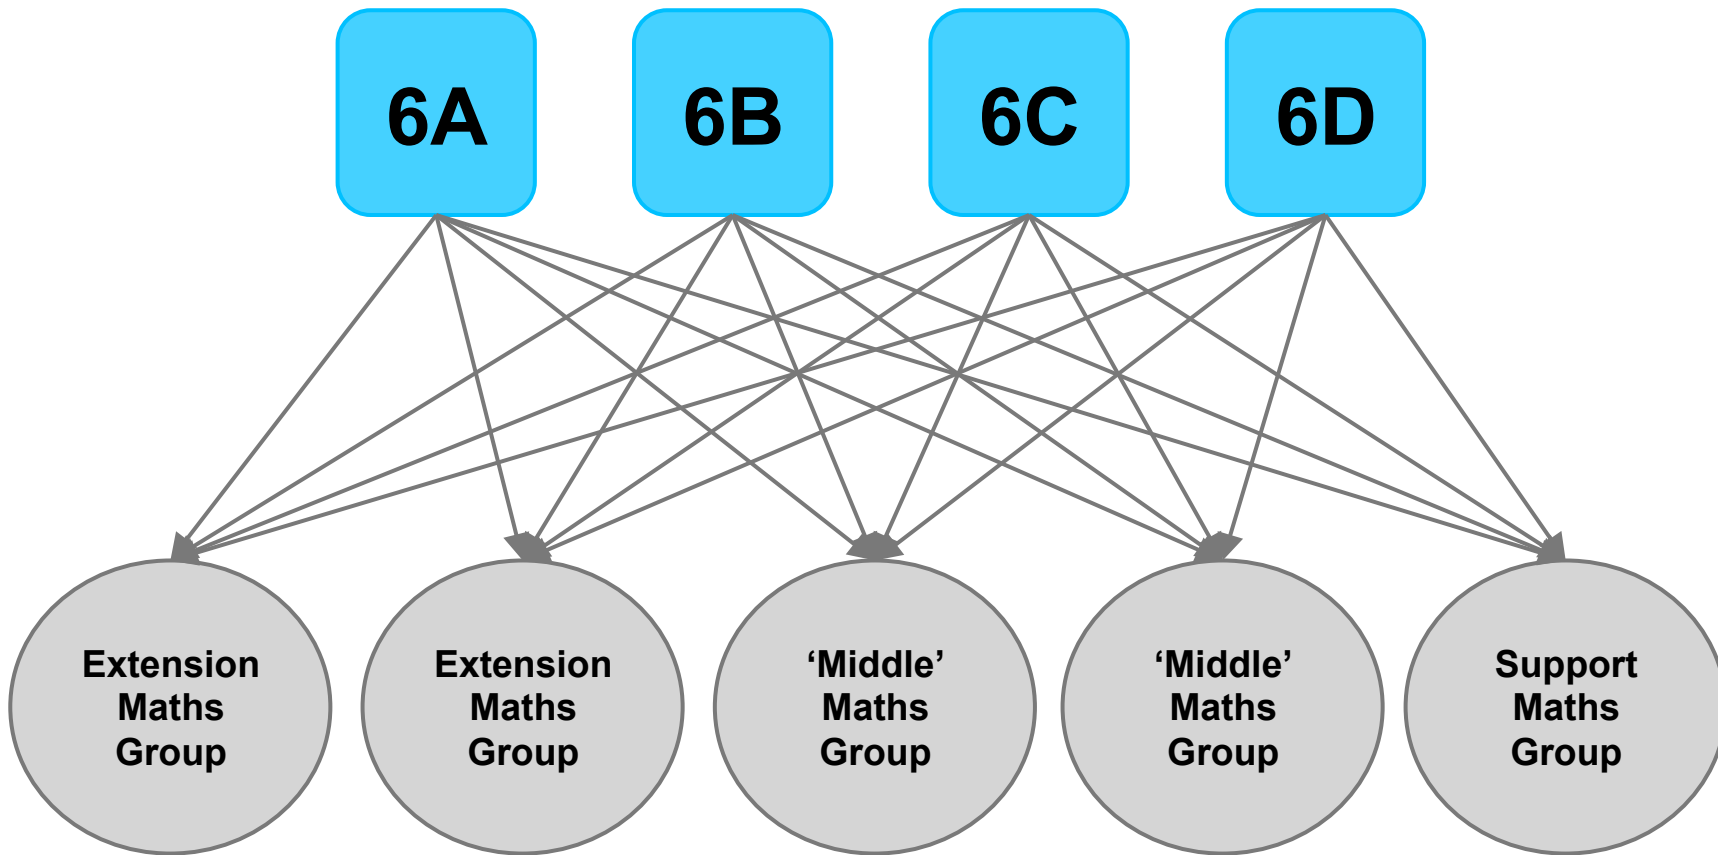 6A
6B
6C
6D
Extension
Maths
Group
Extension
Maths
Group
‘Middle’
Maths
Group
‘Middle’
Maths
Group
Support
Maths
Group